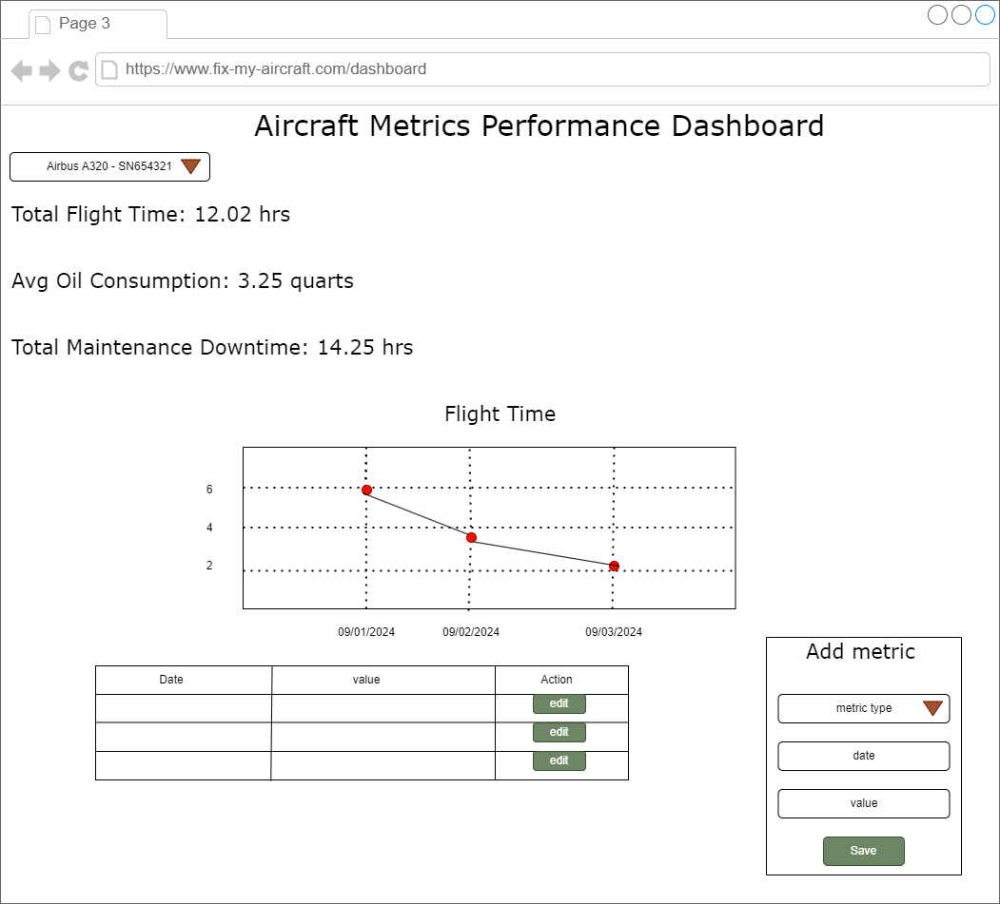 Page 3
https://www.fix-my-aircraft.com/dashboard
Aircraft Metrics Performance Dashboard
Airbus A320 - SN654321
Total Flight Time: 12.02 hrs
Avg Oil Consumption: 3.25 quarts
Total Maintenance Downtime: 14.25 hrs
Flight Time
6
4
2
09/01/2024 09/02/2024 09/03/2024
Date value Action
edit
edit
edit
Add metric
metric type
date
value
Save